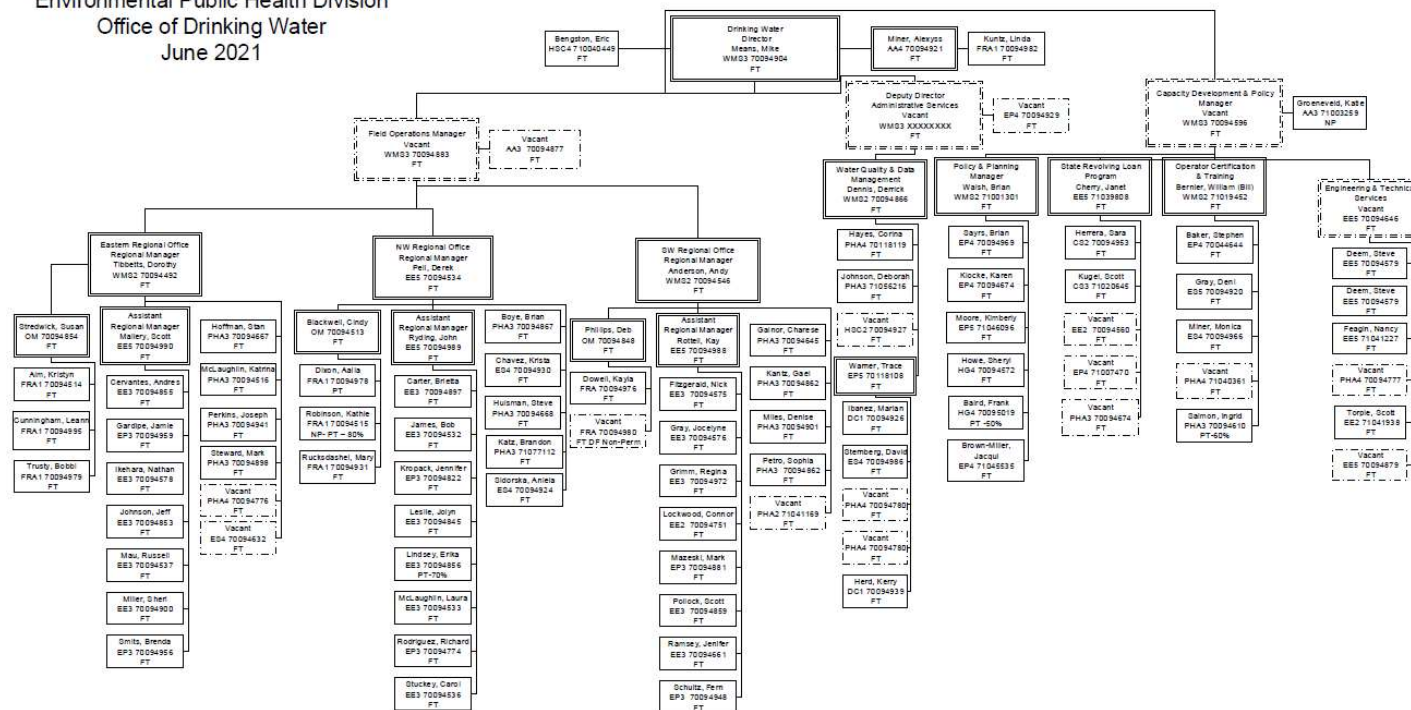 Environmental Public Health Division
Office of Drinking Water
June 2021
Bengston, Eric
HSC4 710040449
FT
Drinking Water
Director
Means, Mike
WMS3 70094904
FT
Miner, Alexyss
AA4 70094921
FT
Kuntz, Linda
FRA1 70094982
FT
Field Operations Manager
Vacant
WMS3 70094883
FT
Vacant
AA3 70094877
FT
Deputy Director
Administrative Services
Vacant
WMS3 XXXXXXXX
FT
Vacant
EP4 70094929
FT
Capacity Development & Policy
Manager
Vacant
WMS3 70094596
FT
Groeneveld, Katie
AA3 71003259
NP
Eastern Regional Office
Regional Manager
Tibbetts, Dorothy
WMS2 70094492
FT
Stredwick, Susan
OM 70094854
FT
Alm, Kristyn
FRA1 70094514
FT
Cunningham, Leann
FRA1 70094995
FT
Trusty, Bobbi
FRA1 70094979
FT
Assistant
Regional Manager
Mallery, Scott
EE5 70094990
FT
Cervantes, Andres
EE3 70094855
FT
Gardipe, Jamie
EP3 70094959
FT
Ikehara, Nathan
EE3 70094578
FT
Johnson, Jeff
EE3 70094853
FT
Mau, Russell
EE3 70094537
FT
Miller, Sheri
EE3 70094900
FT
Smits, Brenda
EP3 70094956
FT
Hoffman, Stan
PHA3 70094667
FT
McLaughlin, Katrina
PHA3 70094516
FT
Perkins, Joseph
PHA3 70094941
FT
Steward, Mark
PHA3 70094898
FT
Vacant
PHA4 70094776
FT
Vacant
ES4 70094632
FT
NW Regional Office
Regional Manager
Pell, Derek
EE5 70094534
FT
Blackwell, Cindy
OM 70094513
FT
Dixon, Aalia
FRA1 70094978
PT
Robinson, Kathie
FRA1 70094515
NP- PT – 80%
Rucksdashel, Mary
FRA1 70094931
FT
Assistant
Regional Manager
Ryding, John
EE5 70094989
FT
Carter, Brietta
EE3 70094897
FT
James, Bob
EE3 70094532
FT
Kropack, Jennifer
EP3 70094822
FT
Leslie, Jolyn
EE3 70094845
FT
Lindsey, Erika
EE3 70094856
PT-70%
McLaughlin, Laura
EE3 70094533
FT
Rodriguez, Richard
EP3 70094774
FT
Stuckey, Carol
EE3 70094536
FT
Boye, Brian
PHA3 70094867
FT
Chavez, Krista
ES4 70094930
FT
Huisman, Steve
PHA3 70094668
FT
Katz, Brandon
PHA3 71077112
FT
Sidorska, Aniela
ES4 70094924
FT
SW Regional Office
Regional Manager
Anderson, Andy
WMS2 70094546
FT
Phillips, Deb
OM 70094848
FT
Dowell, Kayla
FRA 70094976
FT
Vacant
FRA 70094980
FT DF Non-Perm
Assistant
Regional Manager
Rottell, Kay
EE5 70094988
FT
Fitzgerald, Nick
EE3 70094575
FT
Gray, Jocelyne
EE3 70094576
FT
Grimm, Regina
EE3 70094972
FT
Lockwood, Connor
EE2 70094751
FT
Mazeski, Mark
EP3 70094881
FT
Pollock, Scott
EE3 70094859
FT
Ramsey, Jenifer
EE3 70094661
FT
Schultz, Fern
EP3 70094948
FT
Gainor, Charese
PHA3 70094645
FT
Kantz, Gael
PHA3 70094862
FT
Miles, Denise
PHA3 70094901
FT
Petro, Sophia
PHA3 70094862
FT
Vacant
PHA2 71041169
FT
Water Quality & Data
Management
Dennis, Derrick
WMS2 70094866
FT
Hayes, Corina
PHA4 70118119
FT
Johnson, Deborah
PHA3 71056216
FT
Vacant
HSC2 70094927
FT
Warner, Trace
EP5 70118108
FT
Ibanez, Marian
DC1 70094926
FT
Sternberg, David
ES4 70094986
FT
Vacant
PHA4 70094780
FT
Vacant
PHA4 70094780
FT
Herd, Kerry
DC1 70094939
FT
Policy & Planning
Manager
Walsh, Brian
WMS2 71001301
FT
Sayrs, Brian
EP4 70094969
FT
Klocke, Karen
EP4 70094674
FT
Moore, Kimberly
EP5 71046096
FT
Howe, Sheryl
HG4 70094572
FT
Baird, Frank
HG4 70095019
PT -50%
Brown-Miller,
Jacqui
EP4 71045535
FT
State Revolving Loan
Program
Cherry, Janet
EE5 71039808
FT
Herrera, Sara
CS2 70094953
FT
Kugel, Scott
CS3 71020645
FT
Vacant
EE2 70094560
FT
Vacant
EP4 71007470
FT
Vacant
PHA3 70094674
FT
Operator Certification
& Training
Bernier, William (Bill)
WMS2 71019452
FT
Baker, Stephen
EP4 70044644
FT
Gray, Deni
ES5 70094920
FT
Miner, Monica
ES4 70094966
FT
Vacant
PHA4 71040361
FT
Salmon, Ingrid
PHA3 70094610
PT-60%
Engineering & Technical
Services
Vacant
EE5 70094646
FT
Deem, Steve
EE5 70094579
FT
Deem, Steve
EE5 70094579
FT
Feagin, Nancy
EE5 71041227
FT
Vacant
PHA4 70094777
FT
Torpie, Scott
EE2 71041938
FT
Vacant
EE5 70094879
FT